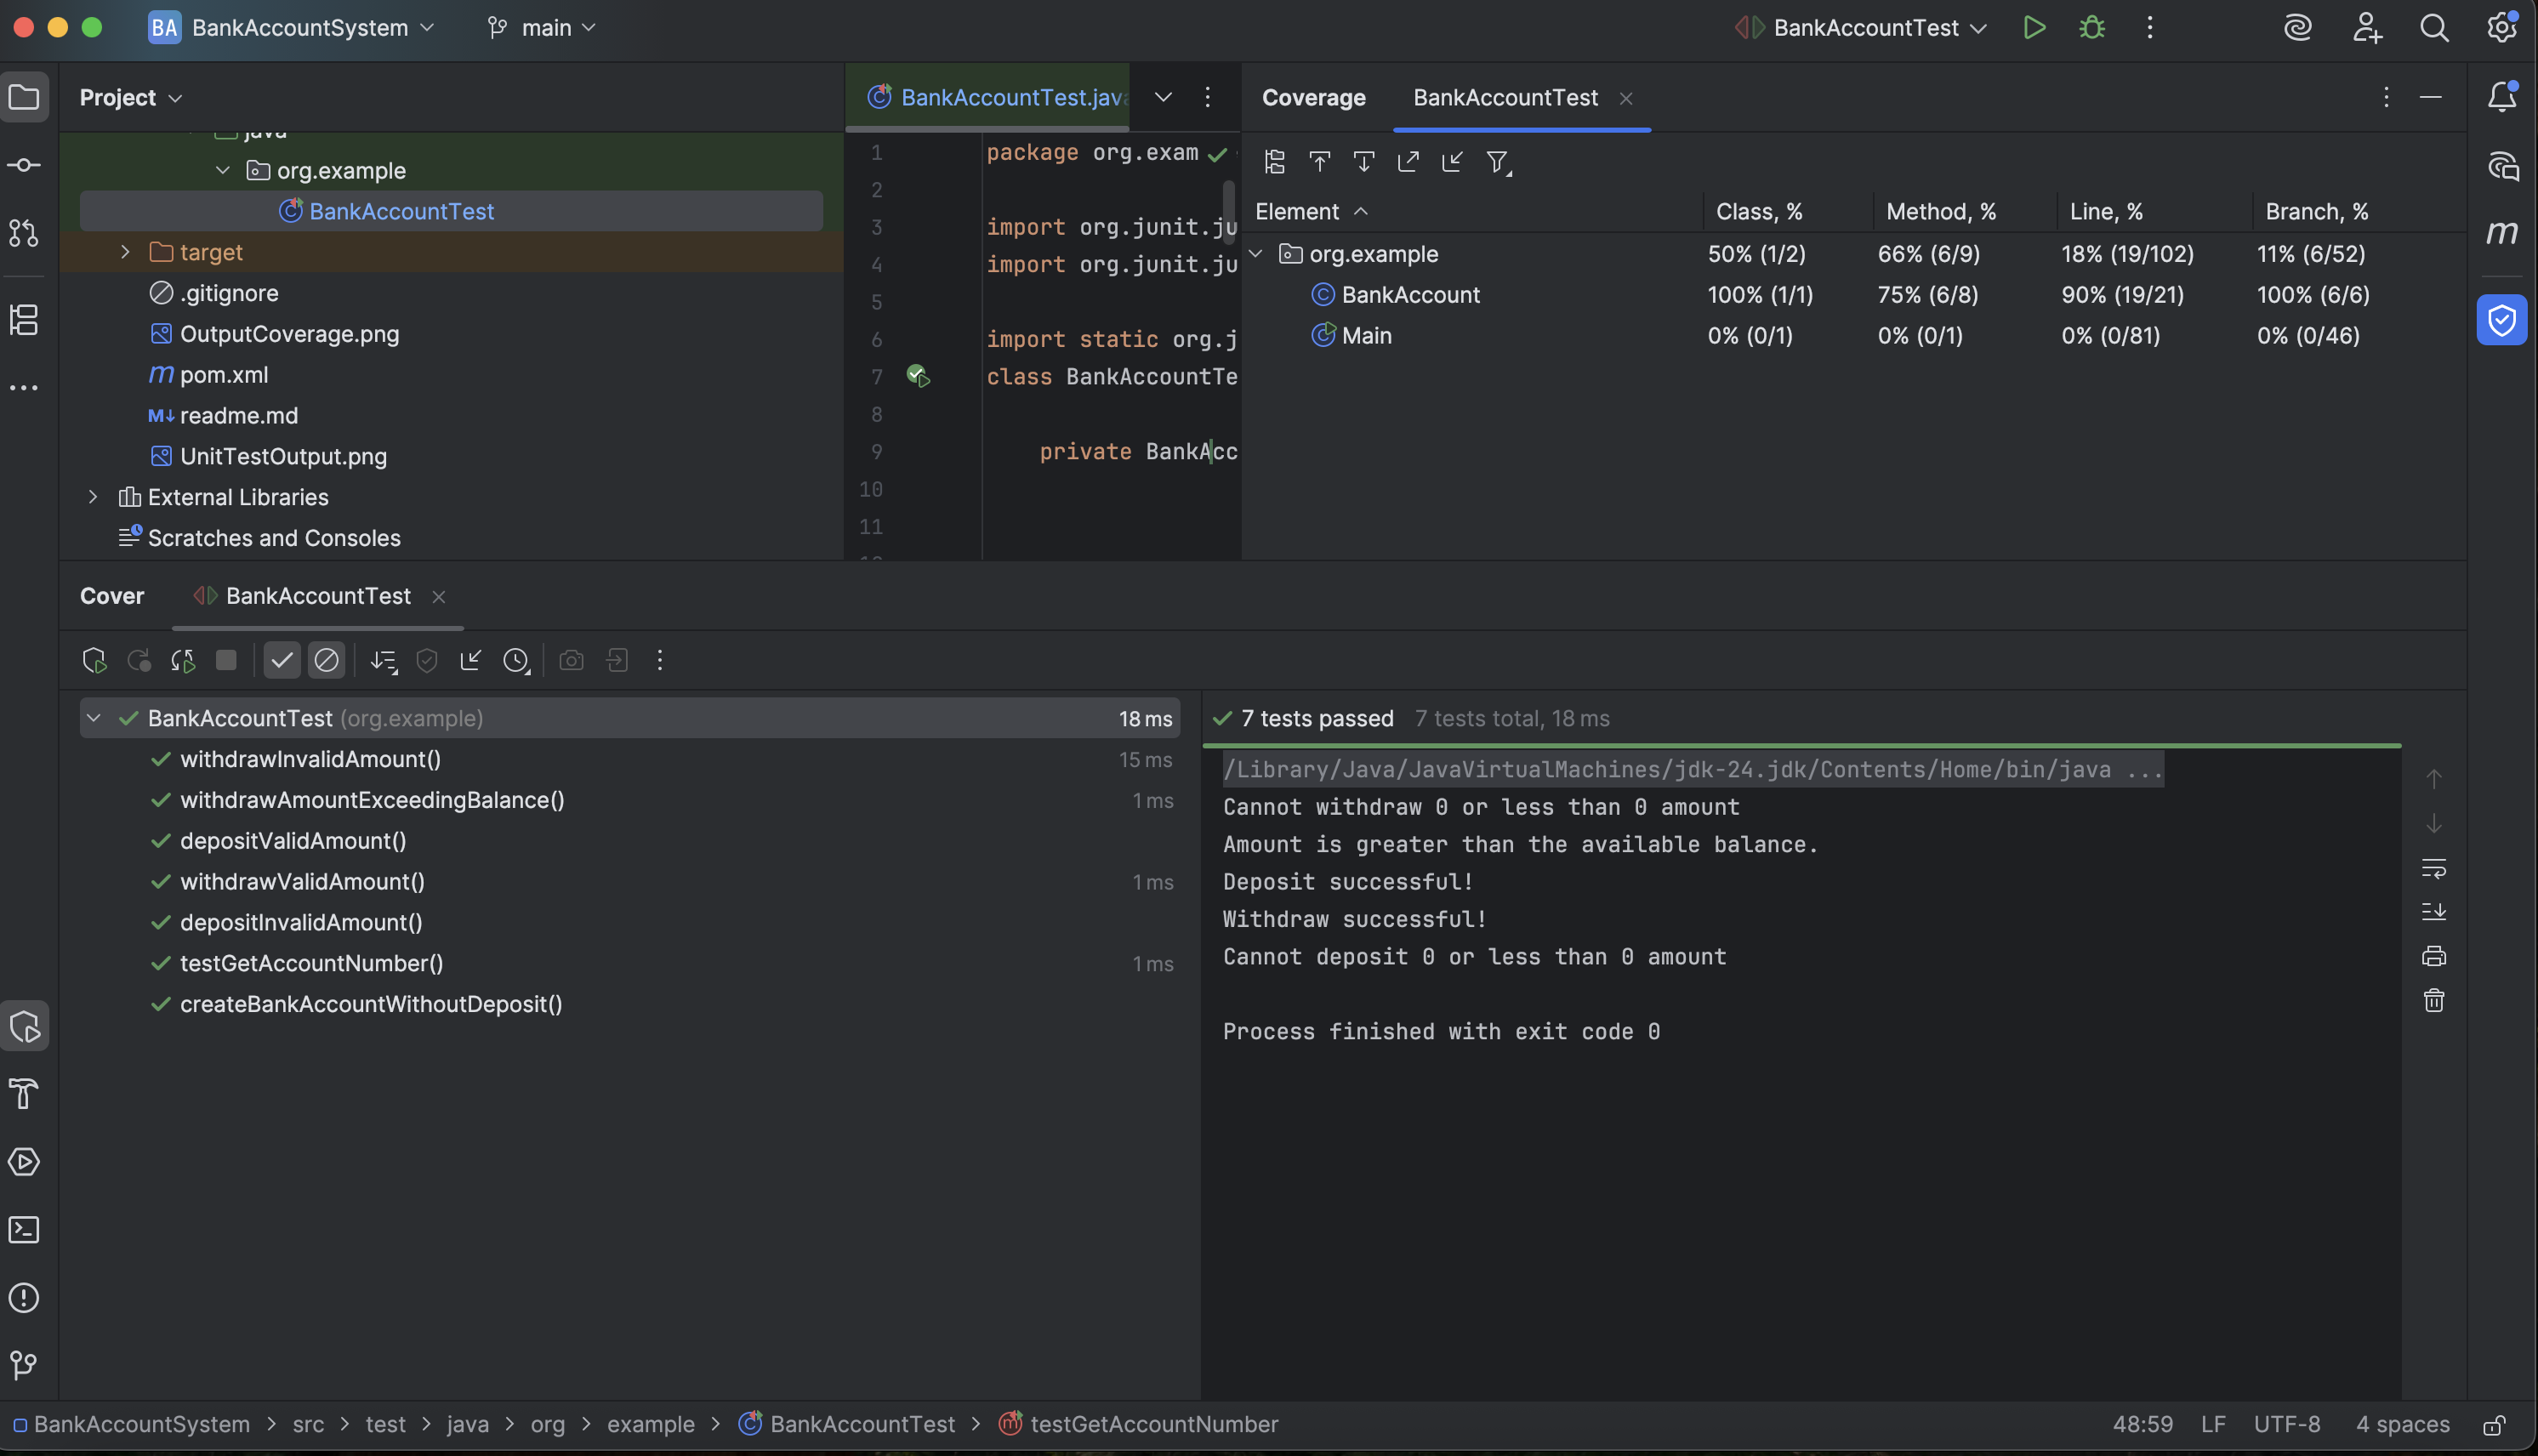 BA BankAccountSystem main BankAccountTest
Project
java
org.example
BankAccountTest
target
.gitignore
OutputCoverage.png
m pom.xml
M↓ readme.md
UnitTestOutput.png
External Libraries
Scratches and Consoles
BankAccountTest.jav
1 package org.exam
2
3 import org.junit.ju
4 import org.junit.ju
5
6 import static org.j
7 class BankAccountTe
8
9 private BankAcc
10
11
Coverage BankAccountTest
Element Class, % Method, % Line, % Branch, %
org.example 50% (1/2) 66% (6/9) 18% (19/102) 11% (6/52)
BankAccount 100% (1/1) 75% (6/8) 90% (19/21) 100% (6/6)
Main 0% (0/1) 0% (0/1) 0% (0/81) 0% (0/46)
m
Cover BankAccountTest
BankAccountTest (org.example) 18 ms
withdrawInvalidAmount() 15 ms
withdrawAmountExceedingBalance() 1 ms
depositValidAmount()
withdrawValidAmount() 1 ms
depositInvalidAmount()
testGetAccountNumber() 1 ms
createBankAccountWithoutDeposit()
7 tests passed 7 tests total, 18 ms
/Library/Java/JavaVirtualMachines/jdk-24.jdk/Contents/Home/bin/java ...
Cannot withdraw 0 or less than 0 amount
Amount is greater than the available balance.
Deposit successful!
Withdraw successful!
Cannot deposit 0 or less than 0 amount
Process finished with exit code 0
BankAccountSystem > src > test > java > org > example > BankAccountTest > testGetAccountNumber 48:59 LF UTF-8 4 spaces